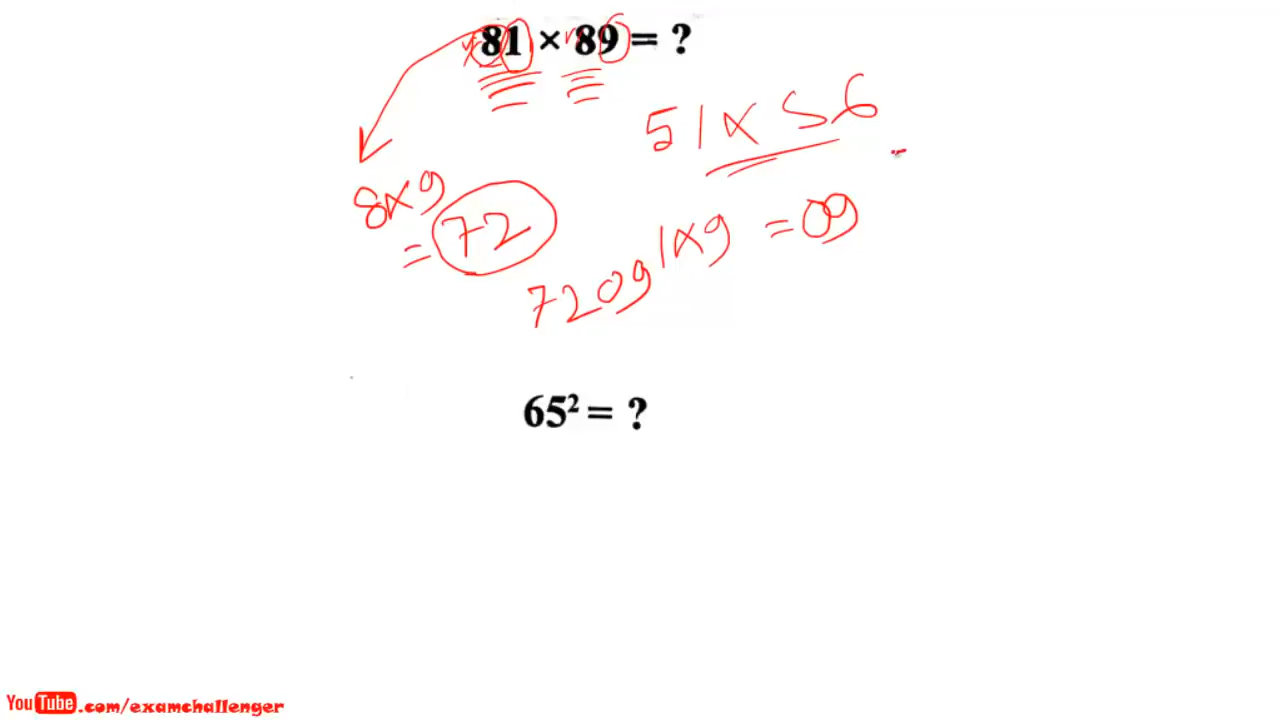 81 × 89 = ?
51 × 56
8×9
= 72
1×9 = 09
7209
65² = ?
YouTube.com/examchallenger